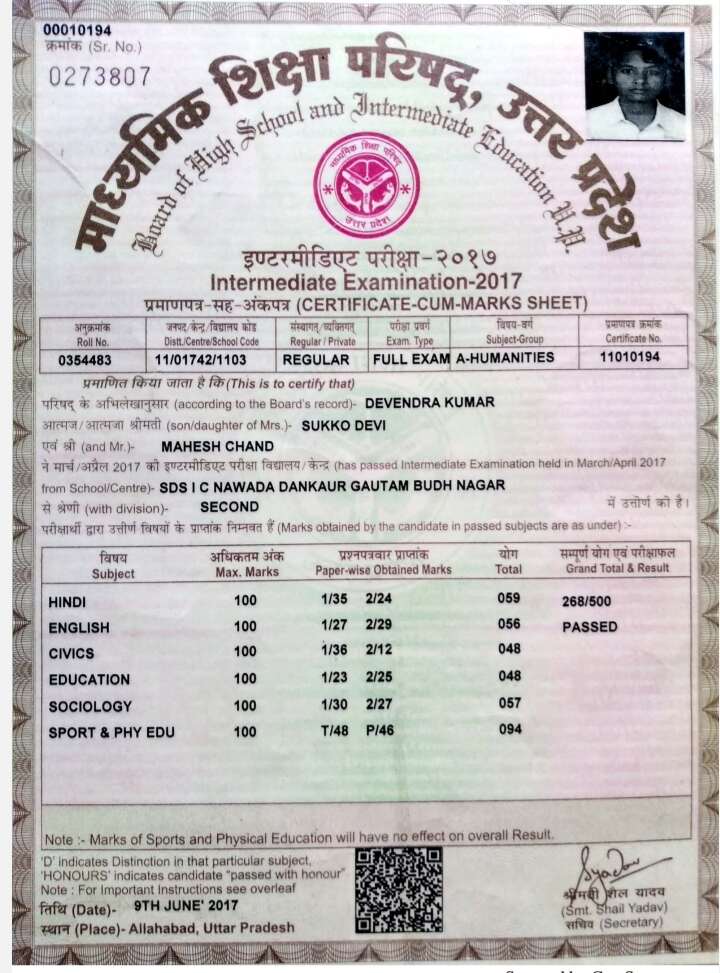 00010194
क्रमांक (Sr. No.)
0273807
माध्यमिक शिक्षा परिषद्, उत्तर प्रदेश
Board of High School and Intermediate Education U.P.
माध्यमिक शिक्षा परिषद्
उत्तर प्रदेश
इण्टरमीडिएट परीक्षा-२०१७
Intermediate Examination-2017
प्रमाणपत्र-सह-अंकपत्र (CERTIFICATE-CUM-MARKS SHEET)
अनुक्रमांक जनपद/केन्द्र/विद्यालय कोड संस्थागत/व्यक्तिगत परीक्षा प्रवर्ग विषय-वर्ग प्रमाणपत्र क्रमांक
Roll No. Distt./Centre/School Code Regular / Private Exam. Type Subject-Group Certificate No.
0354483 11/01742/1103 REGULAR FULL EXAM A-HUMANITIES 11010194
प्रमाणित किया जाता है कि (This is to certify that)
परिषद् के अभिलेखानुसार (according to the Board's record)- DEVENDRA KUMAR
आत्मज/आत्मजा श्रीमती (son/daughter of Mrs.)- SUKKO DEVI
एवं श्री (and Mr.)- MAHESH CHAND
ने मार्च/अप्रैल 2017 की इण्टरमीडिएट परीक्षा विद्यालय/केन्द्र (has passed Intermediate Examination held in March/April 2017
from School/Centre)- SDS I C NAWADA DANKAUR GAUTAM BUDH NAGAR
से श्रेणी (with division)- SECOND में उत्तीर्ण की है।
परीक्षार्थी द्वारा उत्तीर्ण विषयों के प्राप्तांक निम्नवत हैं (Marks obtained by the candidate in passed subjects are as under) :-
विषय अधिकतम अंक प्रश्नपत्रवार प्राप्तांक योग सम्पूर्ण योग एवं परीक्षाफल
Subject Max. Marks Paper-wise Obtained Marks Total Grand Total & Result
HINDI 100 1/35 2/24 059 268/500
ENGLISH 100 1/27 2/29 056 PASSED
CIVICS 100 1/36 2/12 048
EDUCATION 100 1/23 2/25 048
SOCIOLOGY 100 1/30 2/27 057
SPORT & PHY EDU 100 T/48 P/46 094
Note :- Marks of Sports and Physical Education will have no effect on overall Result.
'D' indicates Distinction in that particular subject,
'HONOURS' indicates candidate "passed with honour"
Note : For Important Instructions see overleaf
तिथि (Date)- 9TH JUNE' 2017
स्थान (Place)- Allahabad, Uttar Pradesh
Syadav
श्रीमती शैल यादव
(Smt. Shail Yadav)
सचिव (Secretary)